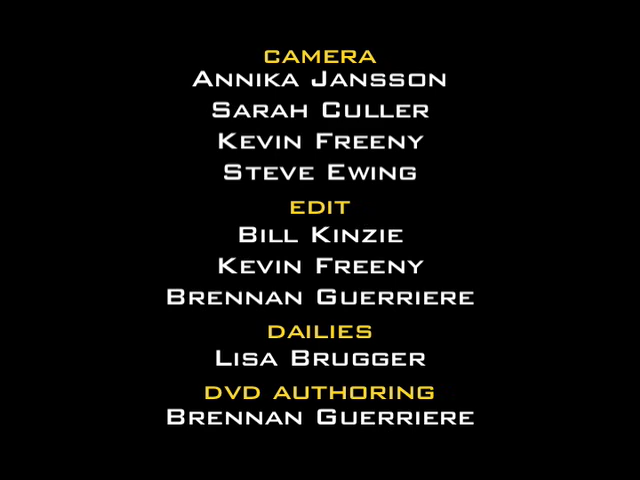 CAMERA
ANNIKA JANSSON
SARAH CULLER
KEVIN FREENY
STEVE EWING
EDIT
BILL KINZIE
KEVIN FREENY
BRENNAN GUERRIERE
DAILIES
LISA BRUGGER
DVD AUTHORING
BRENNAN GUERRIERE